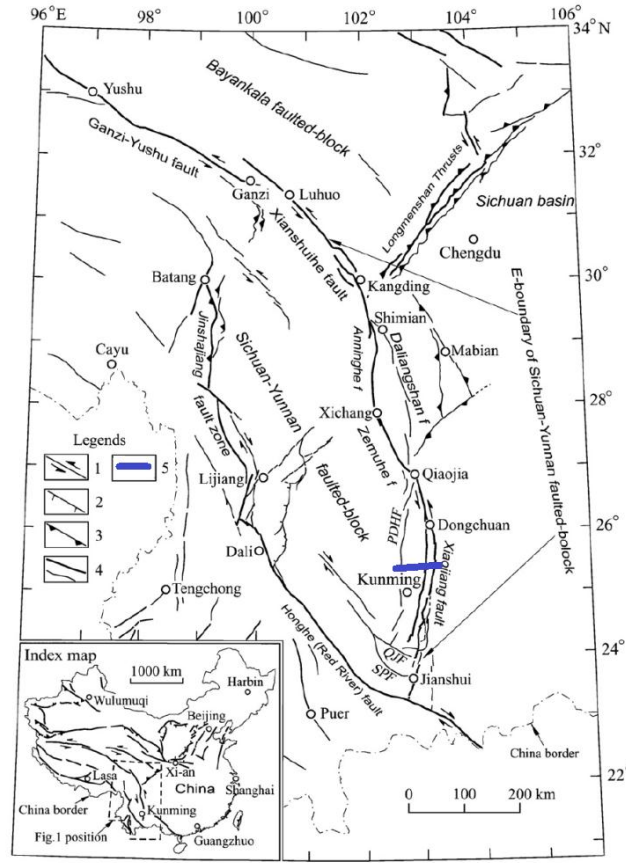 96°E
98°
100°
102°
104°
106°
34°N
Bayankala faulted-block
Yushu
Ganzi-Yushu fault
32°
Ganzi
Luhuo
Longmenshan Thrusts
Sichuan basin
Xianshuihe fault
Chengdu
30°
Batang
Kangding
E-boundary of Sichuan-Yunnan faulted-bolock
Jinshajiang
fault zone
Shimian
Anninghe f
Daliangshan f
Mabian
Cayu
Sichuan-Yunnan
faulted-block
28°
Xichang
Legends
1
5
2
3
4
Zemuhe f
Lijiang
Qiaojia
PDHF
Dongchuan
26°
Dali
Xiaojiang fault
Kunming
Tengchong
Honghe (Red River) fault
24°
QJF
SPF
Jianshui
Puer
China border
22°
0 100 200 km
Index map
1000 km
Harbin
Wulumuqi
Beijing
Xi-an
China
Lasa
Shanghai
China border
Kunming
Fig.1 position
Guangzhuo